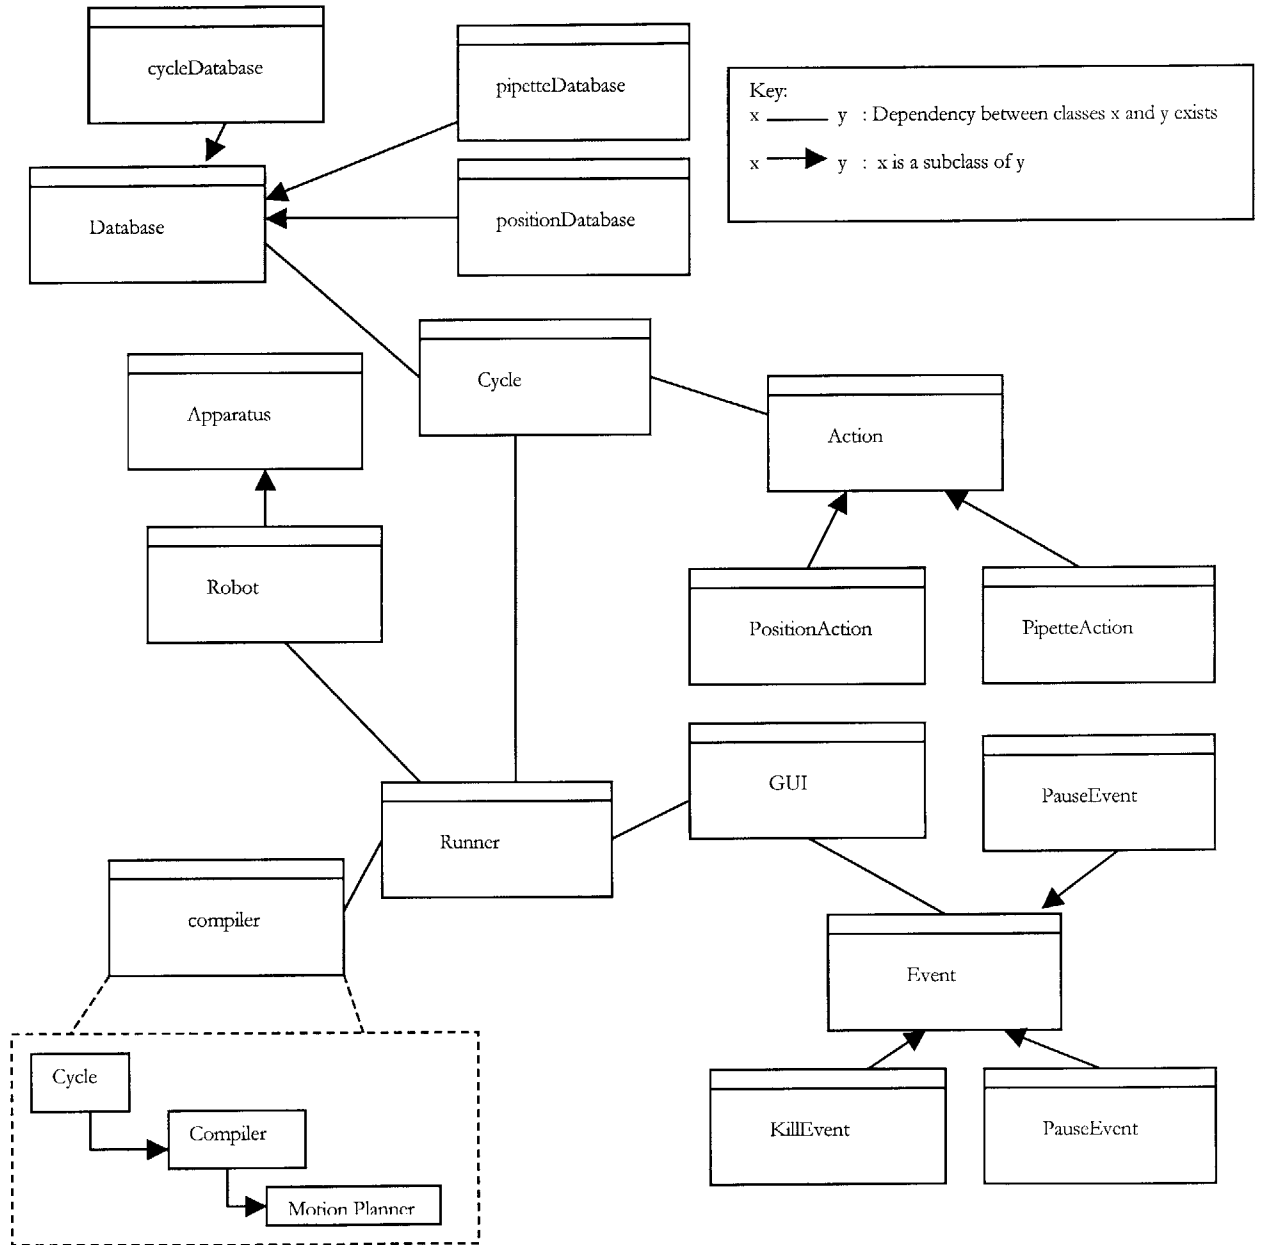 cycleDatabase
pipetteDatabase
Key:
x y : Dependency between classes x and y exists
x y : x is a subclass of y
Database
positionDatabase
Cycle
Apparatus
Action
Robot
PositionAction
PipetteAction
GUI
PauseEvent
Runner
compiler
Event
Cycle
Compiler
KillEvent
PauseEvent
Motion Planner